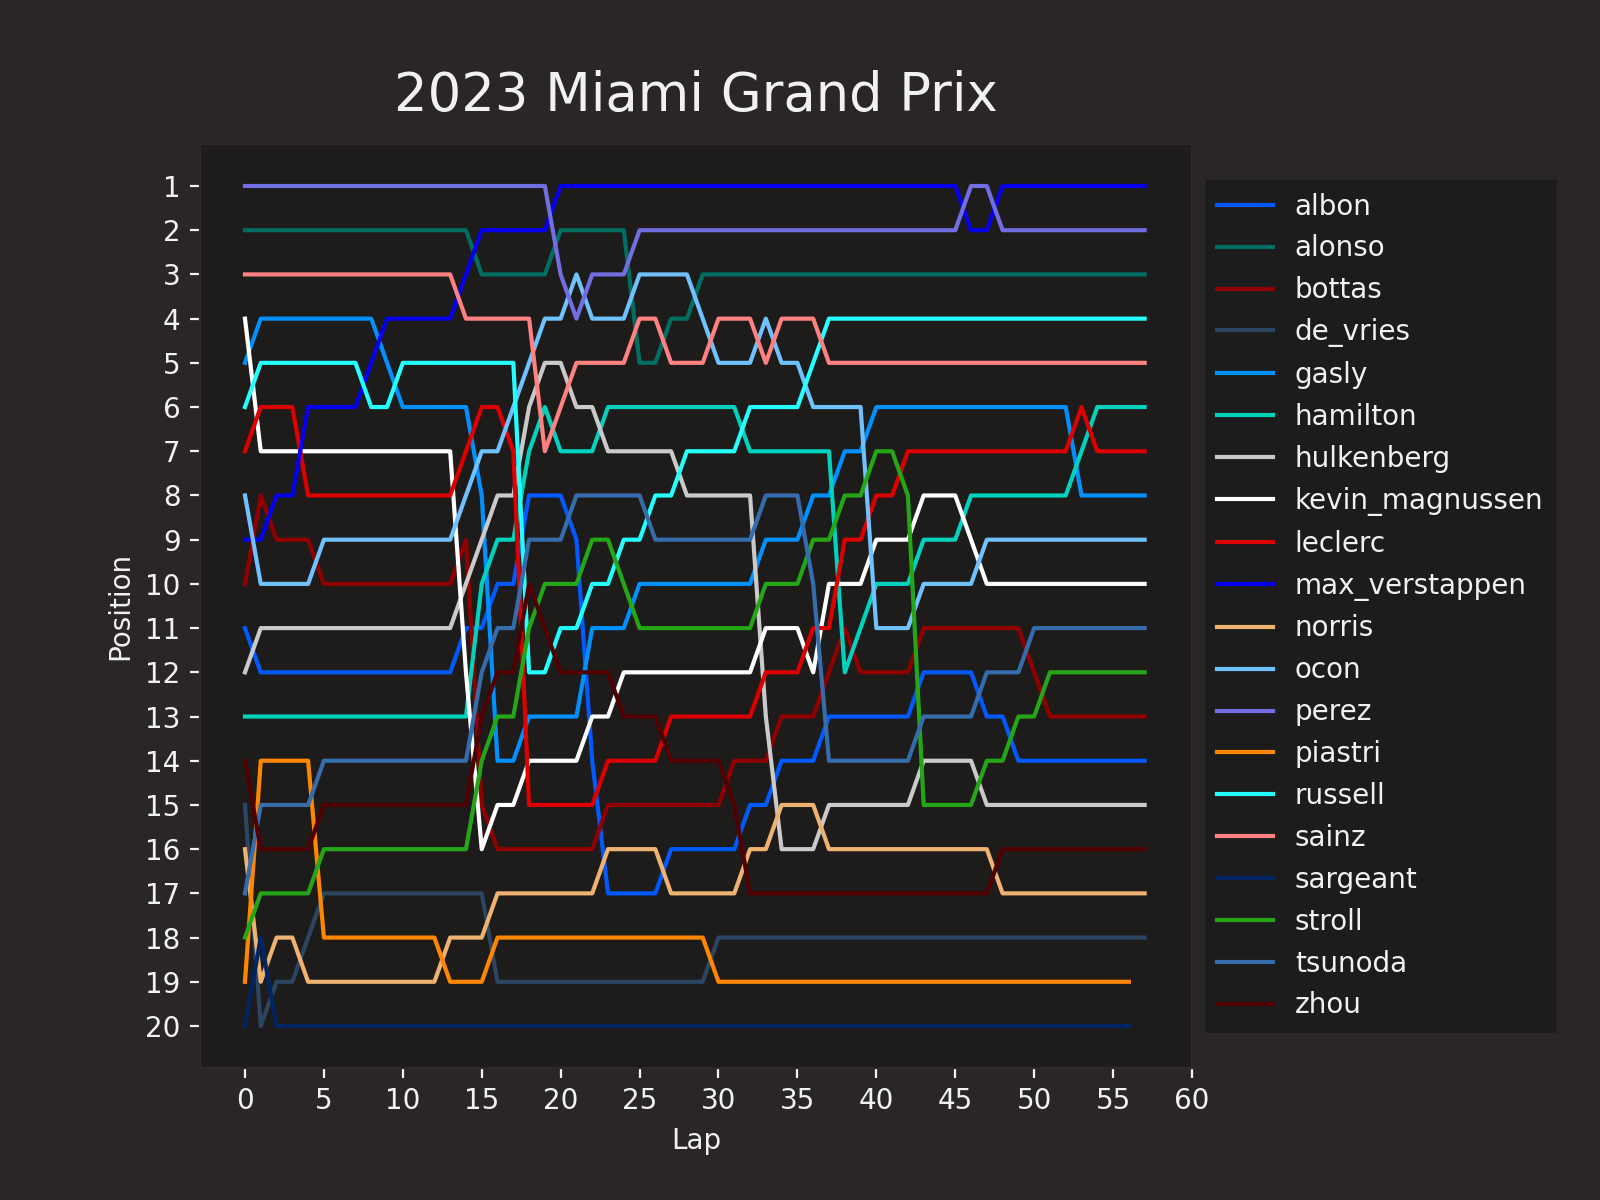 2023 Miami Grand Prix
1
2
3
4
5
6
7
8
9
10
11
12
13
14
15
16
17
18
19
20
Position
0 5 10 15 20 25 30 35 40 45 50 55 60
Lap
albon
alonso
bottas
de_vries
gasly
hamilton
hulkenberg
kevin_magnussen
leclerc
max_verstappen
norris
ocon
perez
piastri
russell
sainz
sargeant
stroll
tsunoda
zhou